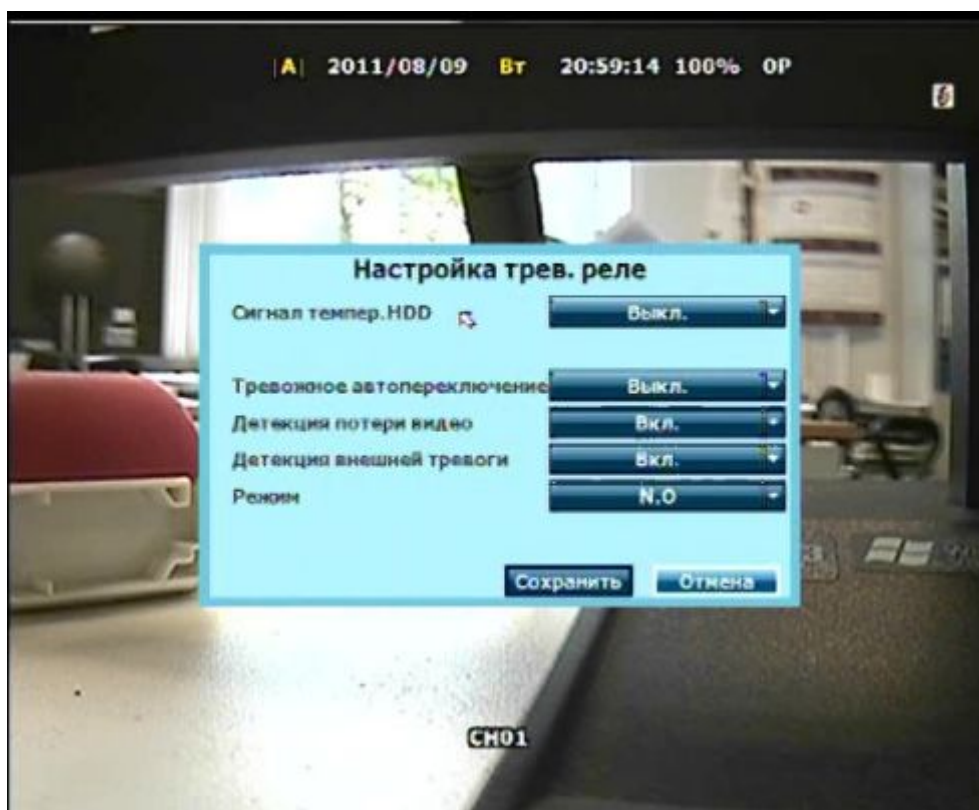 |A| 2011/08/09 Вт 20:59:14 100% 0P
Настройка трев. реле
Сигнал темпер.HDD Выкл.
Тревожное автопереключение Выкл.
Детекция потери видео Вкл.
Детекция внешней тревоги Вкл.
Режим N.O
Сохранить Отмена
CH01